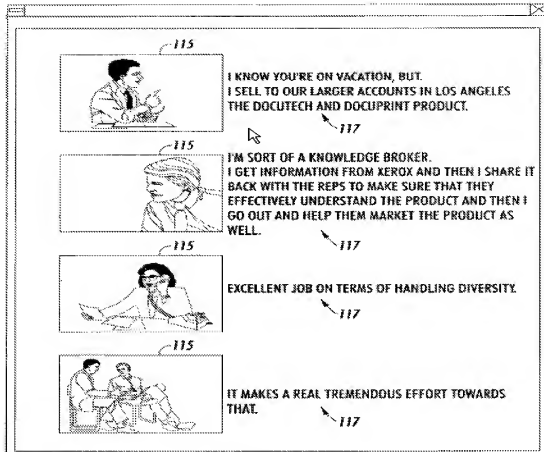 115
I KNOW YOU'RE ON VACATION, BUT.
I SELL TO OUR LARGER ACCOUNTS IN LOS ANGELES
THE DOCUTECH AND DOCUPRINT PRODUCT.
117
115
I'M SORT OF A KNOWLEDGE BROKER.
I GET INFORMATION FROM XEROX AND THEN I SHARE IT
BACK WITH THE REPS TO MAKE SURE THAT THEY
EFFECTIVELY UNDERSTAND THE PRODUCT AND THEN I
GO OUT AND HELP THEM MARKET THE PRODUCT AS
WELL.
117
115
EXCELLENT JOB ON TERMS OF HANDLING DIVERSITY.
117
115
IT MAKES A REAL TREMENDOUS EFFORT TOWARDS
THAT.
117